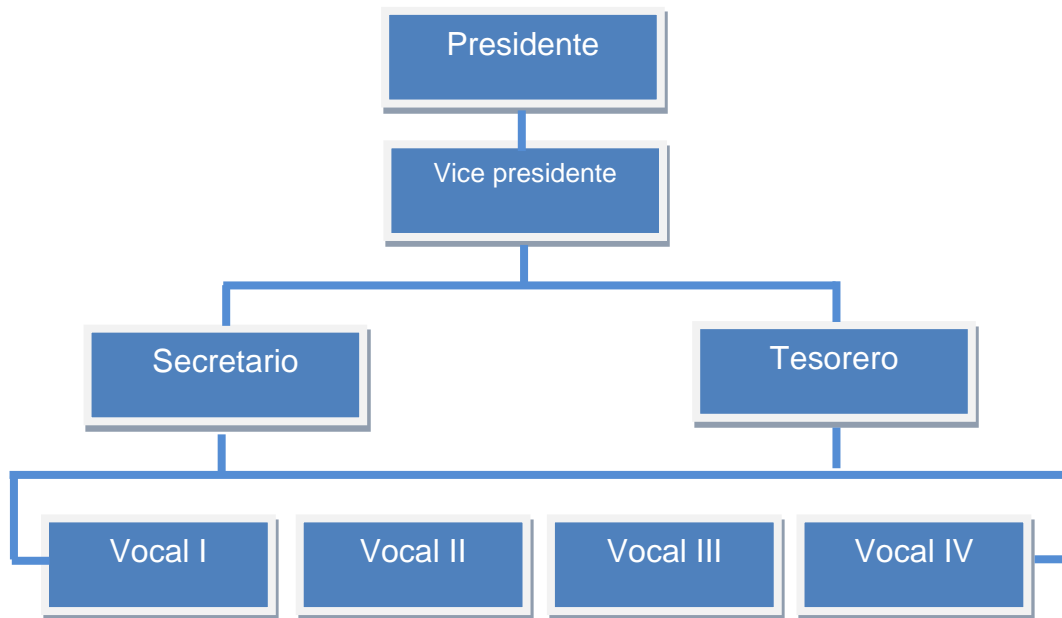 Presidente
Vice presidente
Secretario
Tesorero
Vocal I
Vocal II
Vocal III
Vocal IV